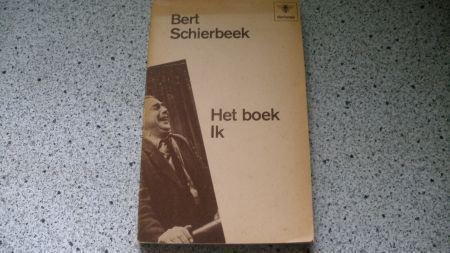 Bert
Schierbeek
Het boek
Ik